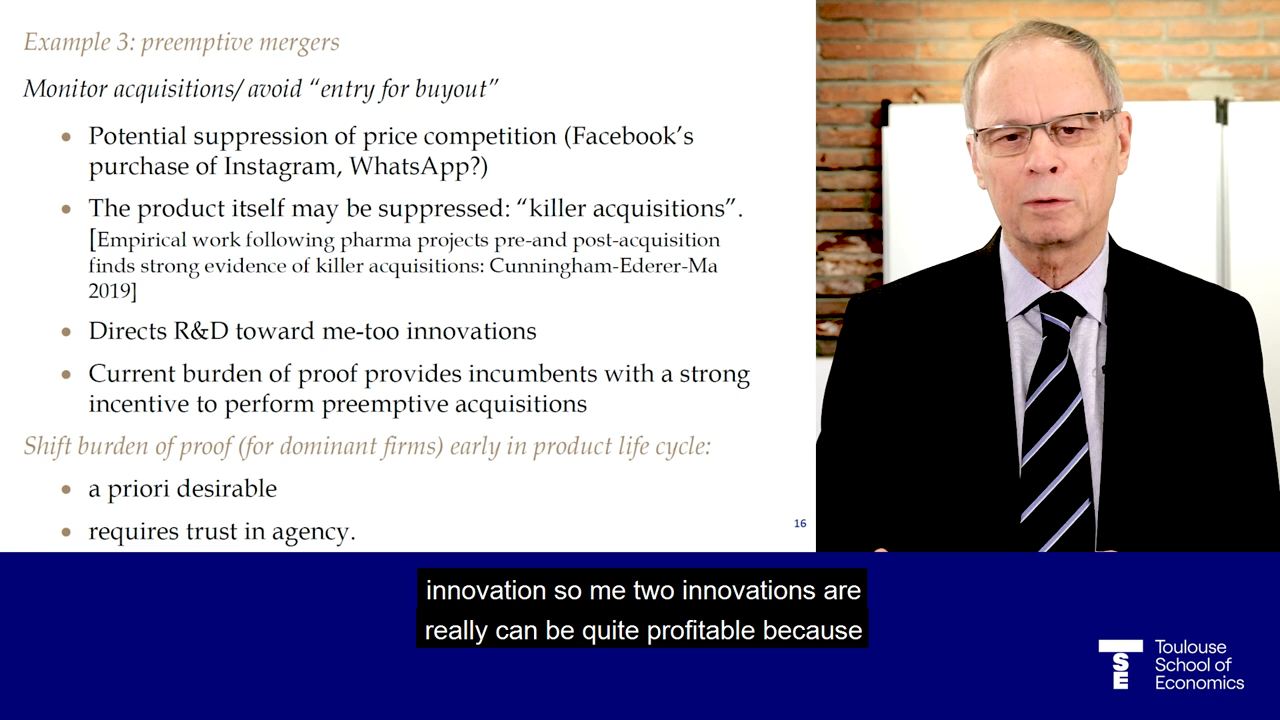 Example 3: preemptive mergers
Monitor acquisitions/ avoid “entry for buyout”
• Potential suppression of price competition (Facebook’s
purchase of Instagram, WhatsApp?)
• The product itself may be suppressed: “killer acquisitions”.
[Empirical work following pharma projects pre-and post-acquisition
finds strong evidence of killer acquisitions: Cunningham-Ederer-Ma
2019]
• Directs R&D toward me-too innovations
• Current burden of proof provides incumbents with a strong
incentive to perform preemptive acquisitions
Shift burden of proof (for dominant firms) early in product life cycle:
• a priori desirable
• requires trust in agency.
16
innovation so me two innovations are
really can be quite profitable because
TSE
Toulouse
School of
Economics